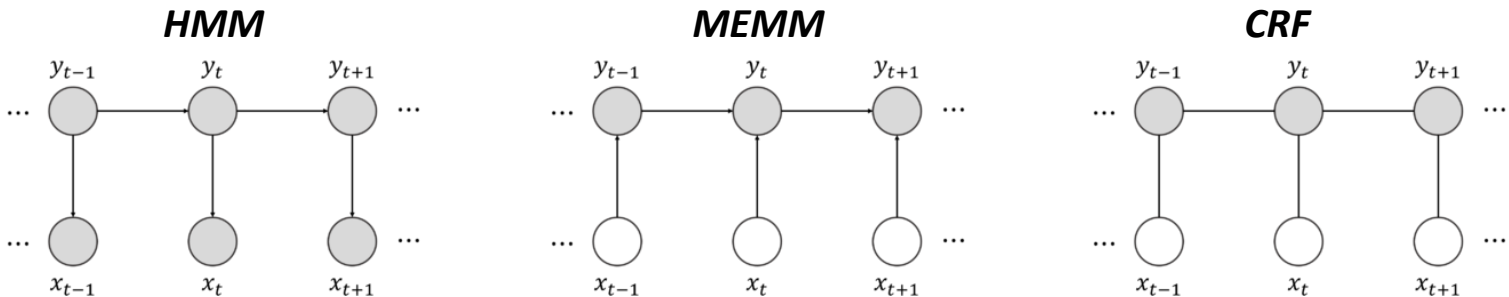 HMM MEMM CRF
y_{t-1} y_t y_{t+1} y_{t-1} y_t y_{t+1} y_{t-1} y_t y_{t+1}
... ... ... ... ... ...
... ... ... ... ... ...
x_{t-1} x_t x_{t+1} x_{t-1} x_t x_{t+1} x_{t-1} x_t x_{t+1}